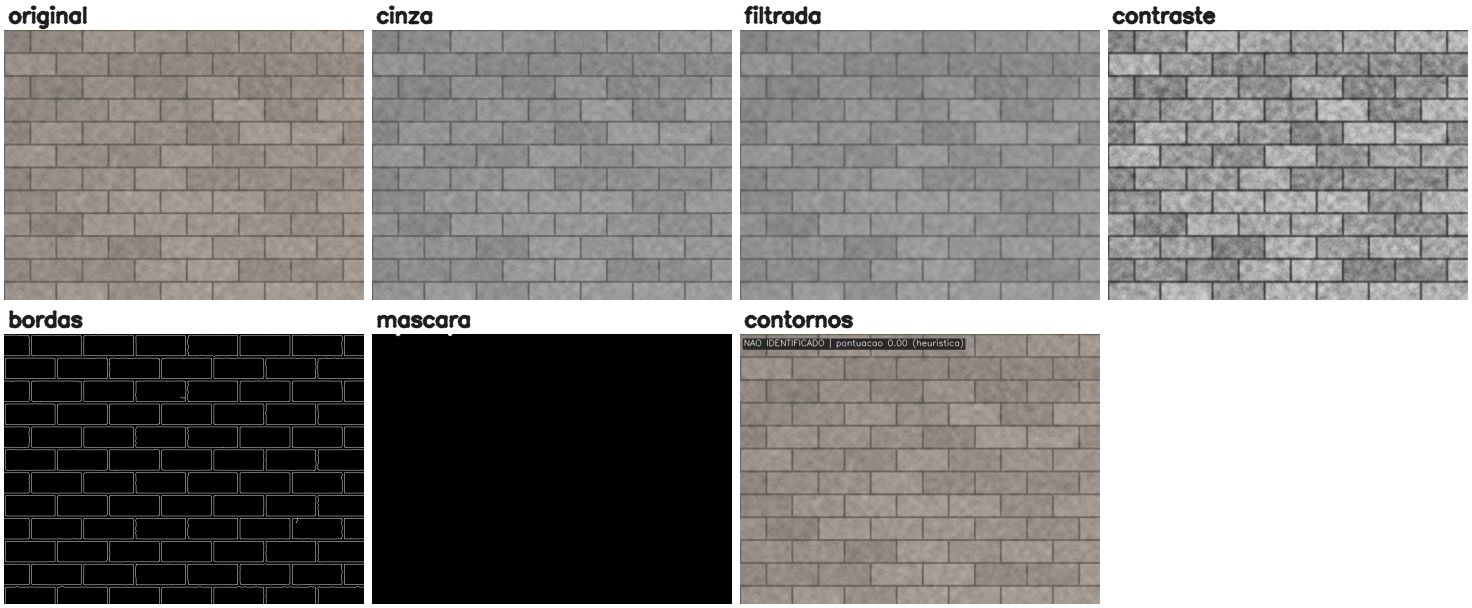 original
cinza
filtrada
contraste
bordas
mascara
contornos
NAO IDENTIFICADO | pontuacao 0.00 (heuristica)